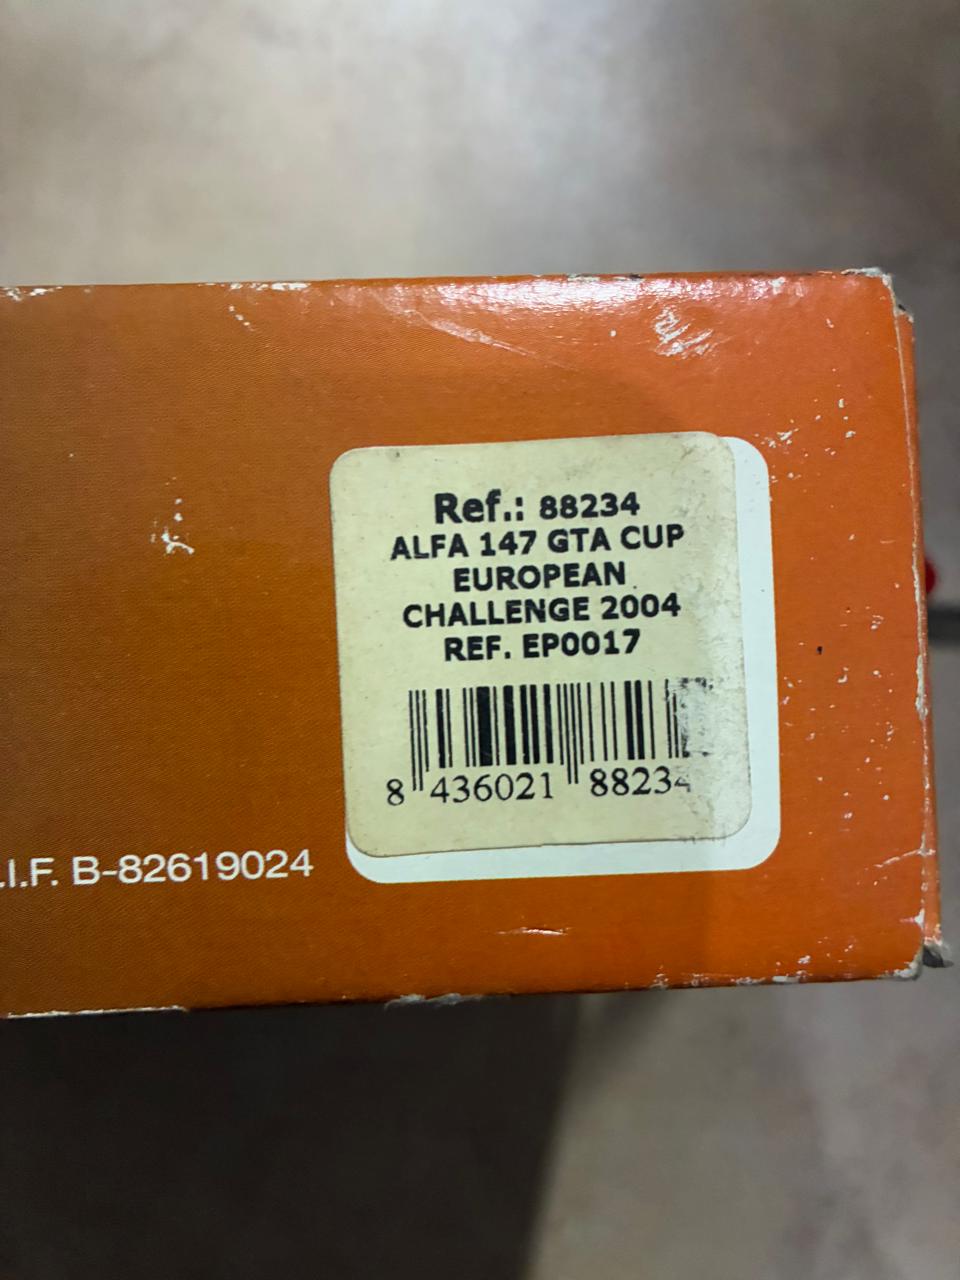 Ref.: 88234
ALFA 147 GTA CUP
EUROPEAN
CHALLENGE 2004
REF. EP0017
8 436021 88234
.I.F. B-82619024